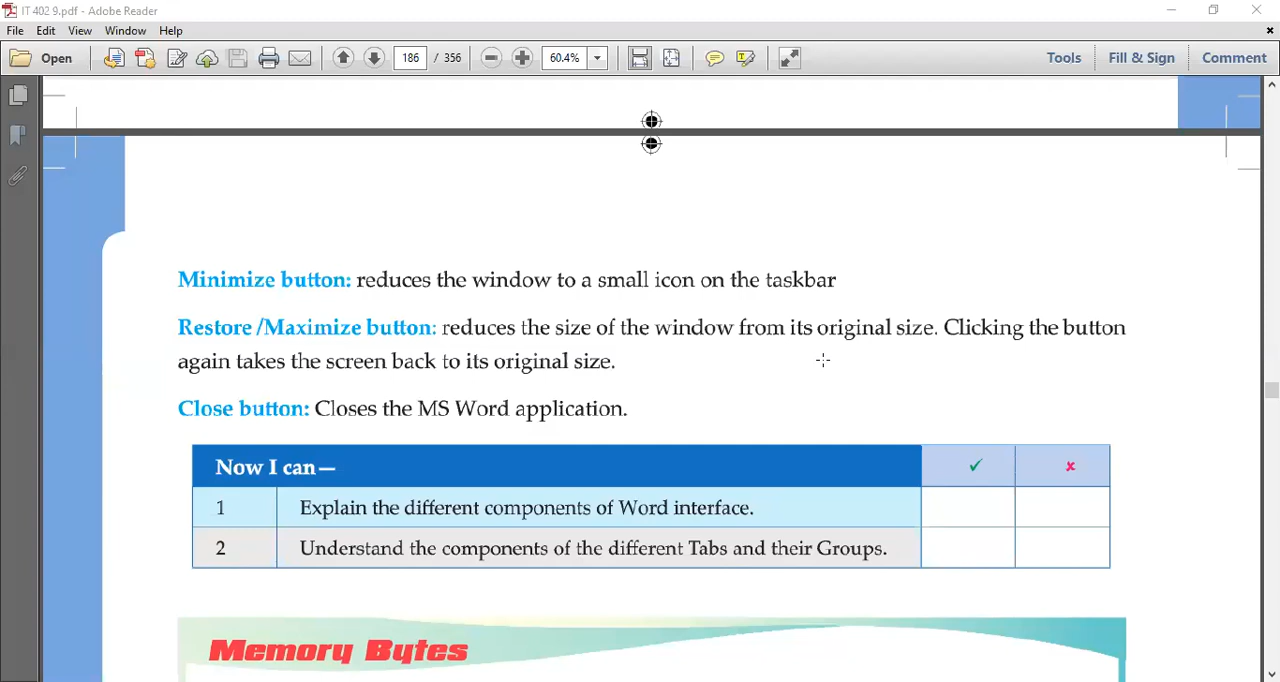 IT 402 9.pdf - Adobe Reader
File Edit View Window Help
Open 186 / 356 60.4% Tools Fill & Sign Comment
Minimize button: reduces the window to a small icon on the taskbar
Restore /Maximize button: reduces the size of the window from its original size. Clicking the button
again takes the screen back to its original size.
Close button: Closes the MS Word application.
Now I can— ✓ ✗
1 Explain the different components of Word interface.
2 Understand the components of the different Tabs and their Groups.
Memory Bytes